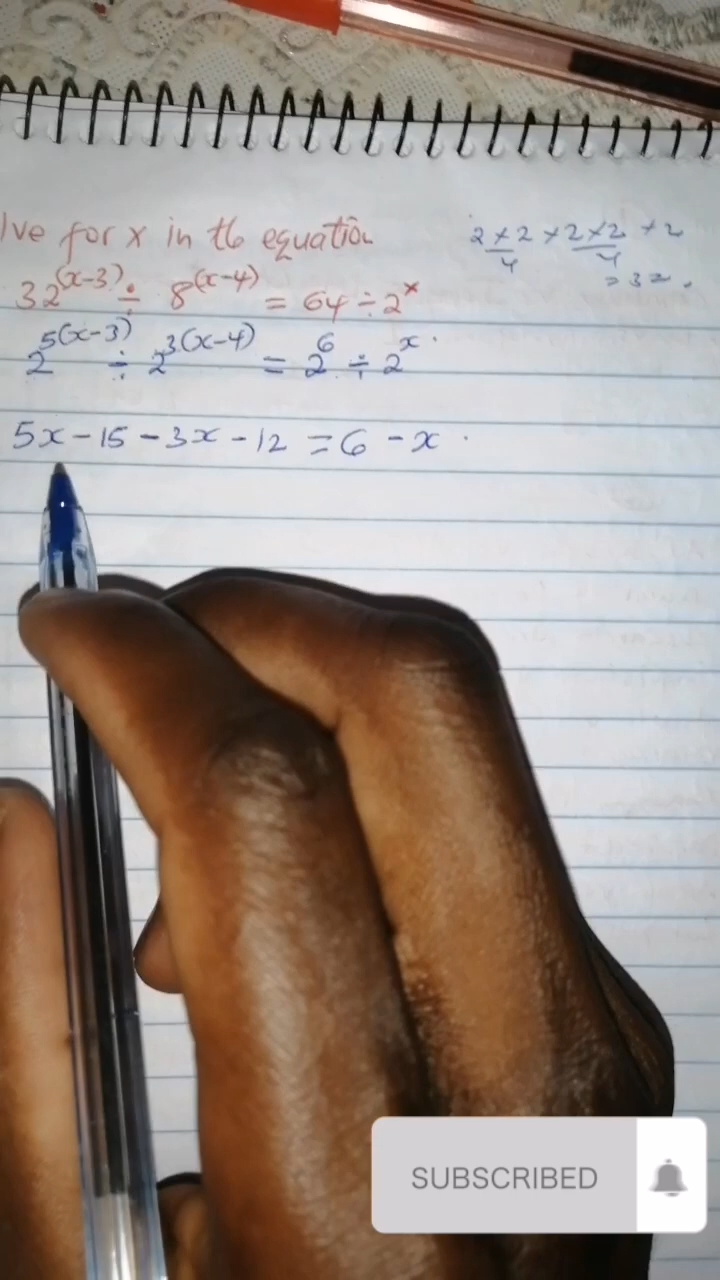 lve for x in the equation
32^(x-3) ÷ 8^(x-4) = 64 ÷ 2^x
2^5(x-3) ÷ 2^3(x-4) = 2^6 ÷ 2^x.
5x - 15 - 3x - 12 = 6 - x.
2 × 2 × 2 × 2 × 2
4 4
= 32.
SUBSCRIBED